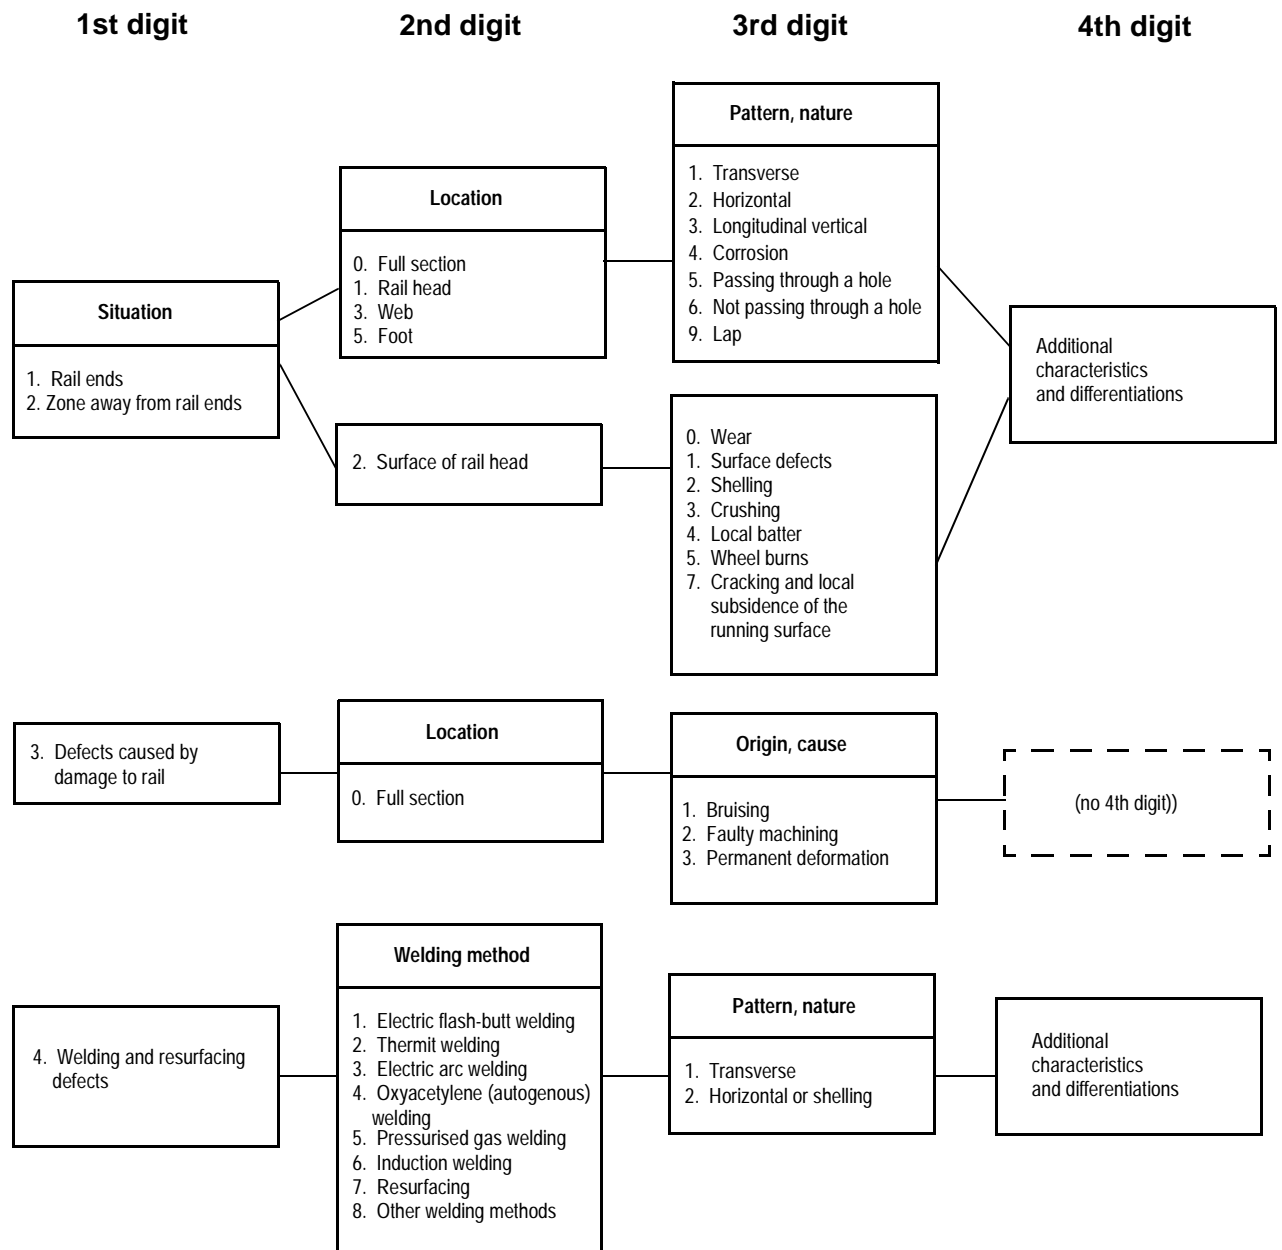 1st digit
2nd digit
3rd digit
4th digit
Situation
1. Rail ends
2. Zone away from rail ends
Location
0. Full section
1. Rail head
3. Web
5. Foot
2. Surface of rail head
Pattern, nature
1. Transverse
2. Horizontal
3. Longitudinal vertical
4. Corrosion
5. Passing through a hole
6. Not passing through a hole
9. Lap
0. Wear
1. Surface defects
2. Shelling
3. Crushing
4. Local batter
5. Wheel burns
7. Cracking and local
subsidence of the
running surface
Additional
characteristics
and differentiations
3. Defects caused by
damage to rail
Location
0. Full section
Origin, cause
1. Bruising
2. Faulty machining
3. Permanent deformation
(no 4th digit))
4. Welding and resurfacing
defects
Welding method
1. Electric flash-butt welding
2. Thermit welding
3. Electric arc welding
4. Oxyacetylene (autogenous)
welding
5. Pressurised gas welding
6. Induction welding
7. Resurfacing
8. Other welding methods
Pattern, nature
1. Transverse
2. Horizontal or shelling
Additional
characteristics
and differentiations